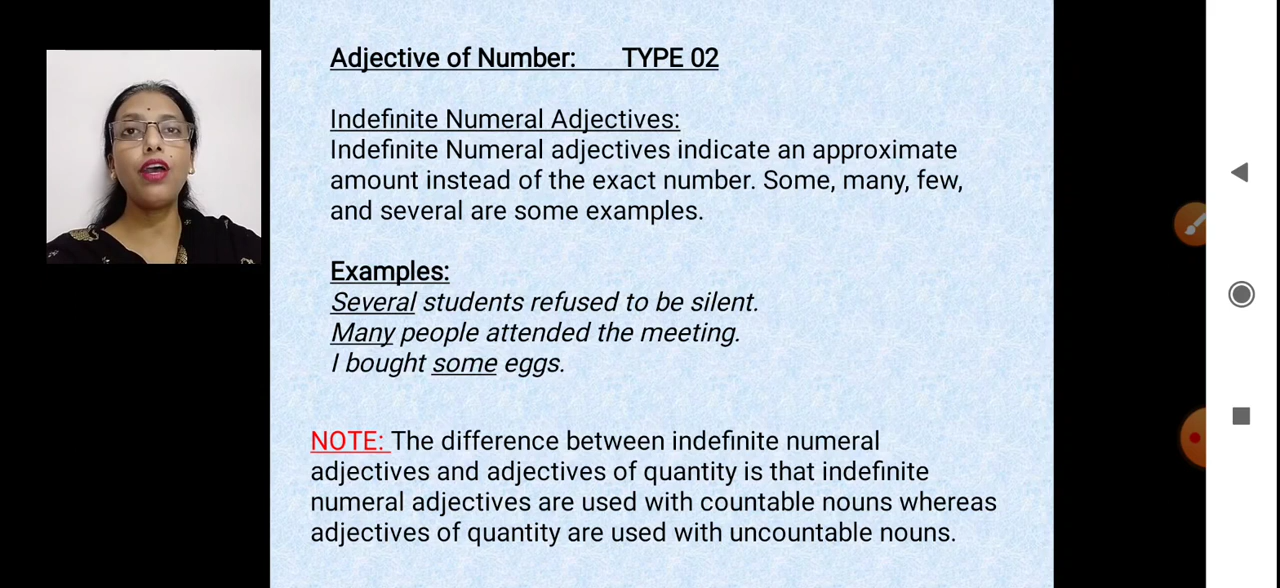 Adjective of Number: TYPE 02
Indefinite Numeral Adjectives:
Indefinite Numeral adjectives indicate an approximate
amount instead of the exact number. Some, many, few,
and several are some examples.
Examples:
Several students refused to be silent.
Many people attended the meeting.
I bought some eggs.
NOTE: The difference between indefinite numeral
adjectives and adjectives of quantity is that indefinite
numeral adjectives are used with countable nouns whereas
adjectives of quantity are used with uncountable nouns.